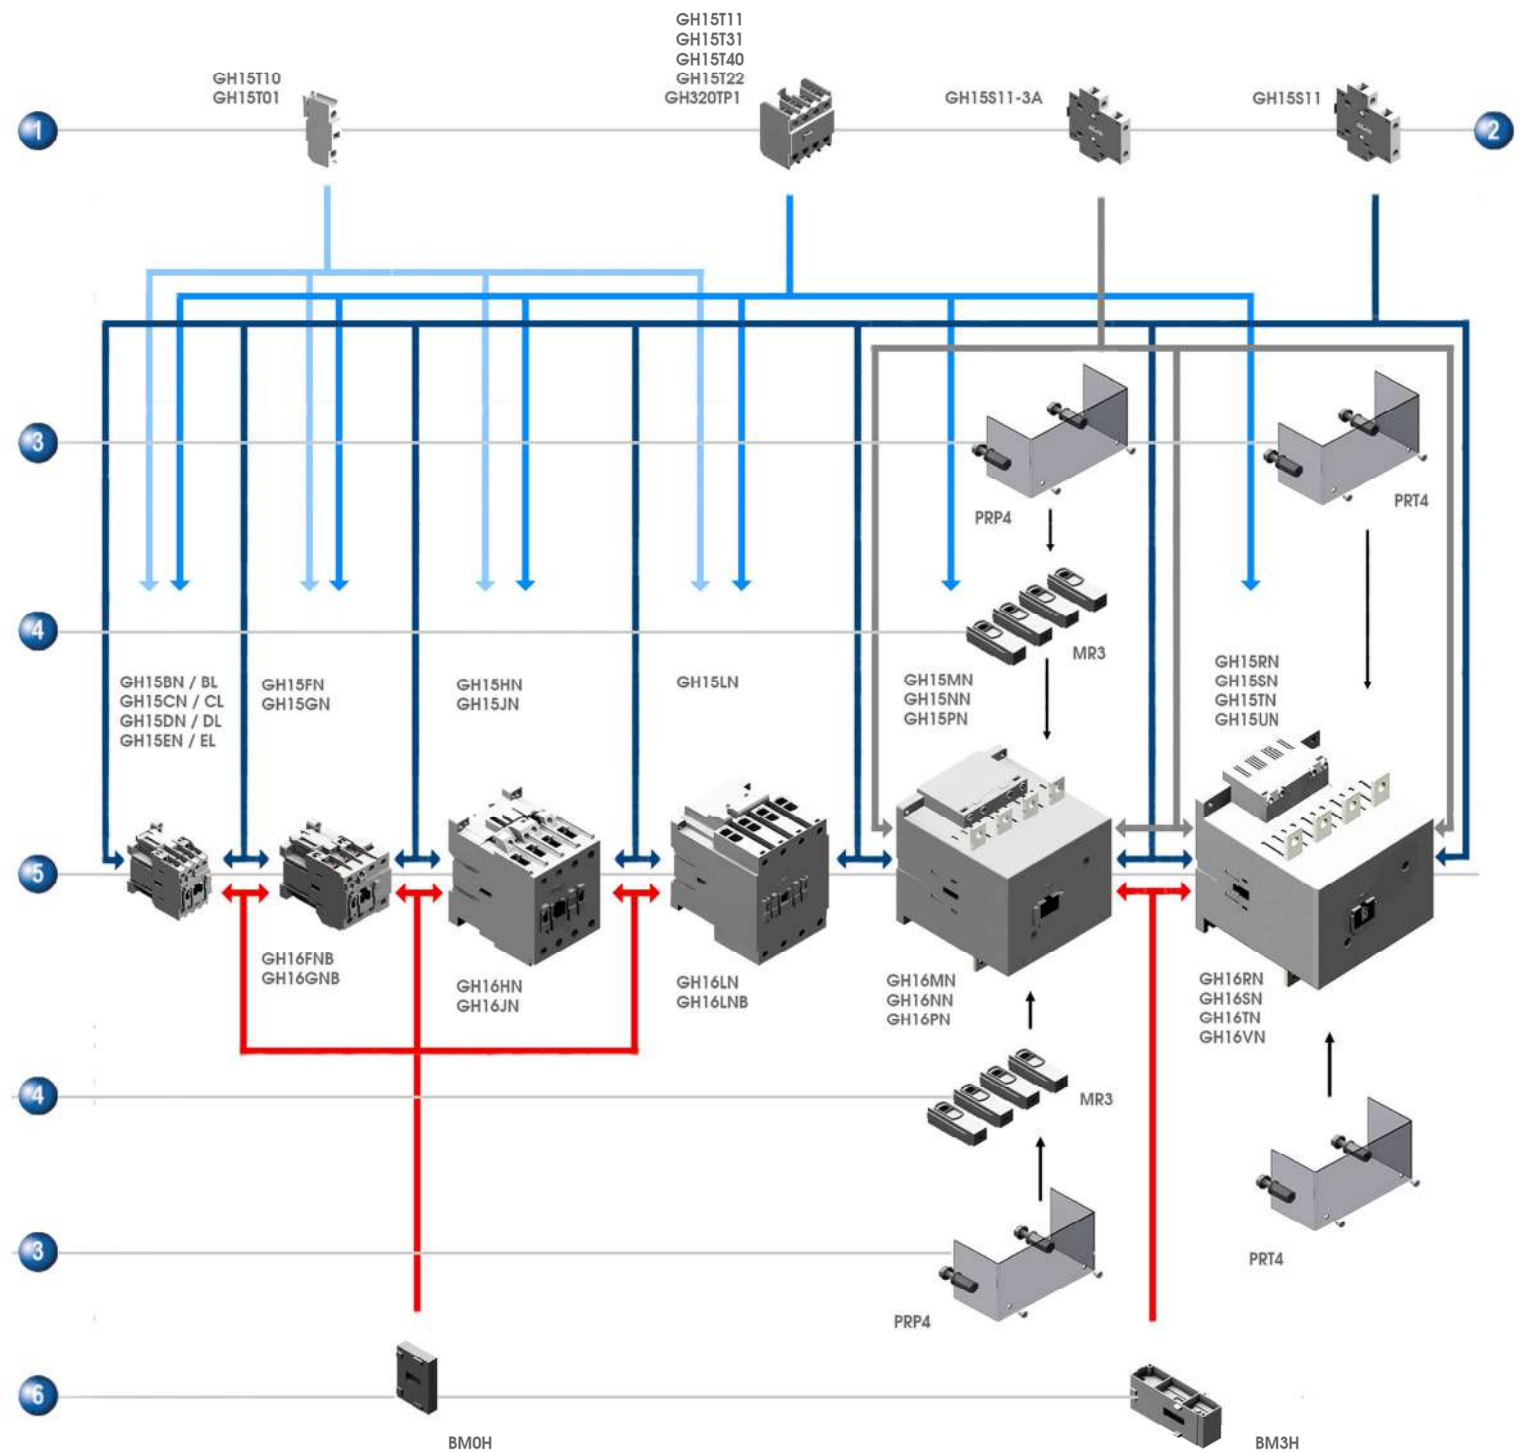 GH15T11
GH15T31
GH15T40
GH15T22
GH320TP1
GH15T10
GH15T01
GH15S11-3A
GH15S11
1
2
3
PRP4
PRT4
4
MR3
GH15BN / BL
GH15CN / CL
GH15DN / DL
GH15EN / EL
GH15FN
GH15GN
GH15HN
GH15JN
GH15LN
GH15MN
GH15NN
GH15PN
GH15RN
GH15SN
GH15TN
GH15UN
5
GH16FNB
GH16GNB
GH16HN
GH16JN
GH16LN
GH16LNB
GH16MN
GH16NN
GH16PN
GH16RN
GH16SN
GH16TN
GH16VN
4
MR3
3
PRP4
PRT4
6
BM0H
BM3H